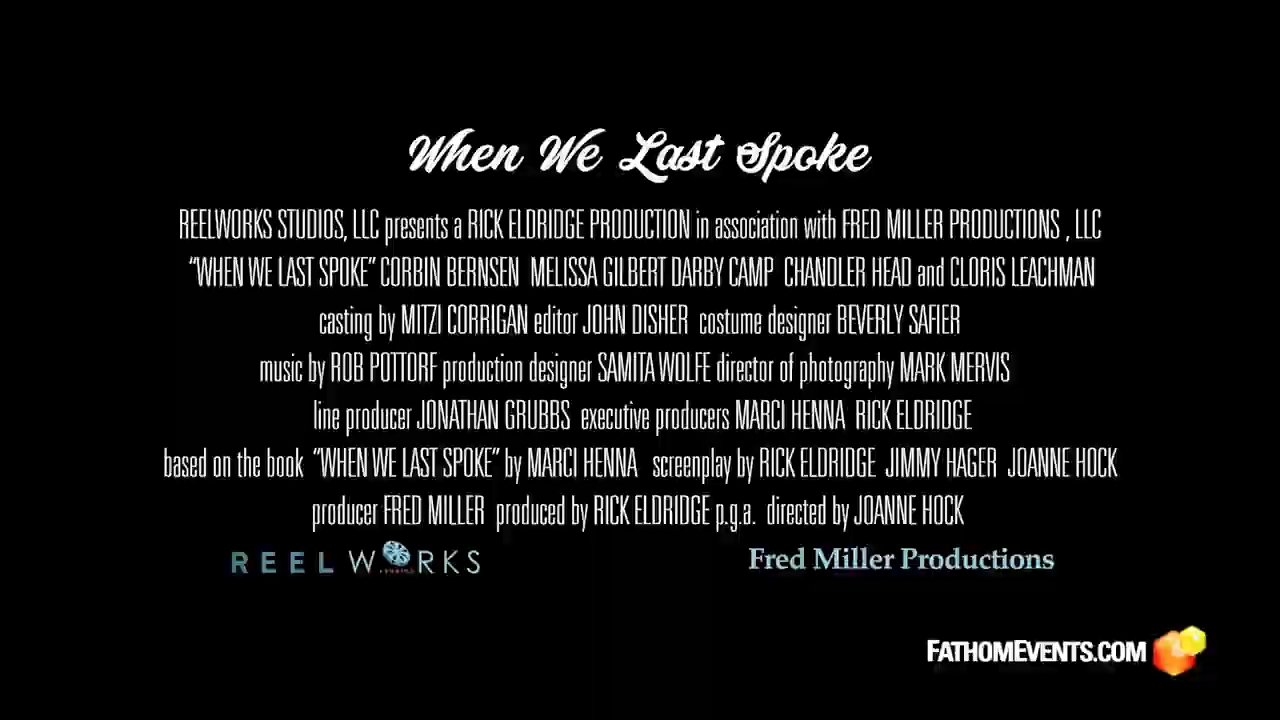 When We Last Spoke
REELWORKS STUDIOS, LLC presents a RICK ELDRIDGE PRODUCTION in association with FRED MILLER PRODUCTIONS , LLC
“WHEN WE LAST SPOKE” CORBIN BERNSEN MELISSA GILBERT DARBY CAMP CHANDLER HEAD and CLORIS LEACHMAN
casting by MITZI CORRIGAN editor JOHN DISHER costume designer BEVERLY SAFIER
music by ROB POTTORF production designer SAMITA WOLFE director of photography MARK MERVIS
line producer JONATHAN GRUBBS executive producers MARCI HENNA RICK ELDRIDGE
based on the book “WHEN WE LAST SPOKE” by MARCI HENNA screenplay by RICK ELDRIDGE JIMMY HAGER JOANNE HOCK
producer FRED MILLER produced by RICK ELDRIDGE p.g.a. directed by JOANNE HOCK
REEL WORKS Fred Miller Productions
FATHOMEVENTS.COM